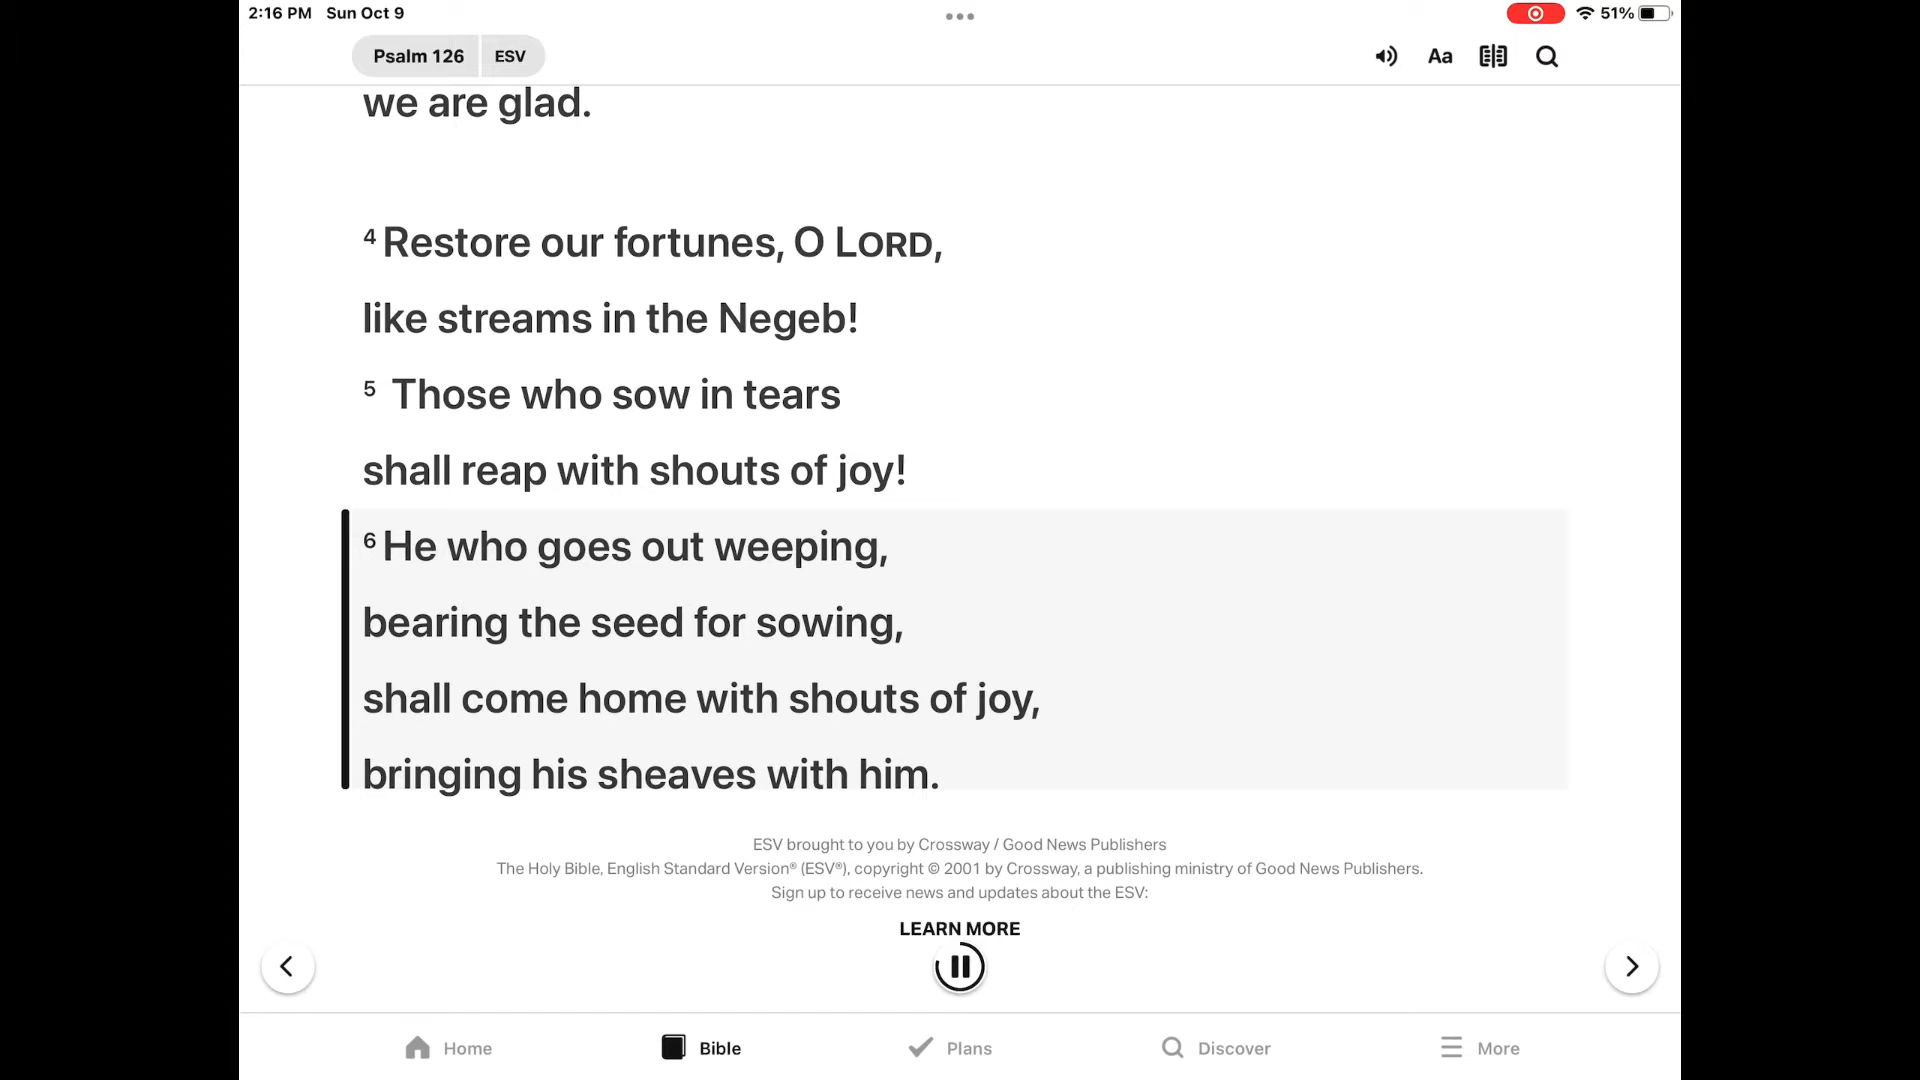 2:16 PM Sun Oct 9
51%
Psalm 126 ESV
Aa
we are glad.
4 Restore our fortunes, O LORD,
like streams in the Negeb!
5 Those who sow in tears
shall reap with shouts of joy!
6 He who goes out weeping,
bearing the seed for sowing,
shall come home with shouts of joy,
bringing his sheaves with him.
ESV brought to you by Crossway / Good News Publishers
The Holy Bible, English Standard Version® (ESV®), copyright © 2001 by Crossway, a publishing ministry of Good News Publishers.
Sign up to receive news and updates about the ESV:
LEARN MORE
Home Bible Plans Discover More